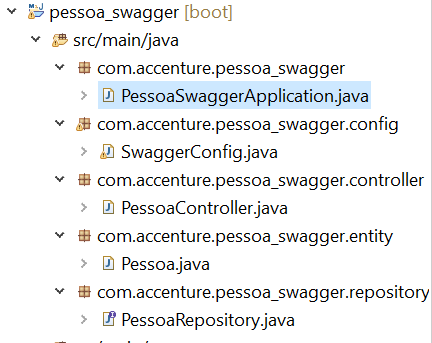 pessoa_swagger [boot]
src/main/java
com.accenture.pessoa_swagger
PessoaSwaggerApplication.java
com.accenture.pessoa_swagger.config
SwaggerConfig.java
com.accenture.pessoa_swagger.controller
PessoaController.java
com.accenture.pessoa_swagger.entity
Pessoa.java
com.accenture.pessoa_swagger.repository
PessoaRepository.java